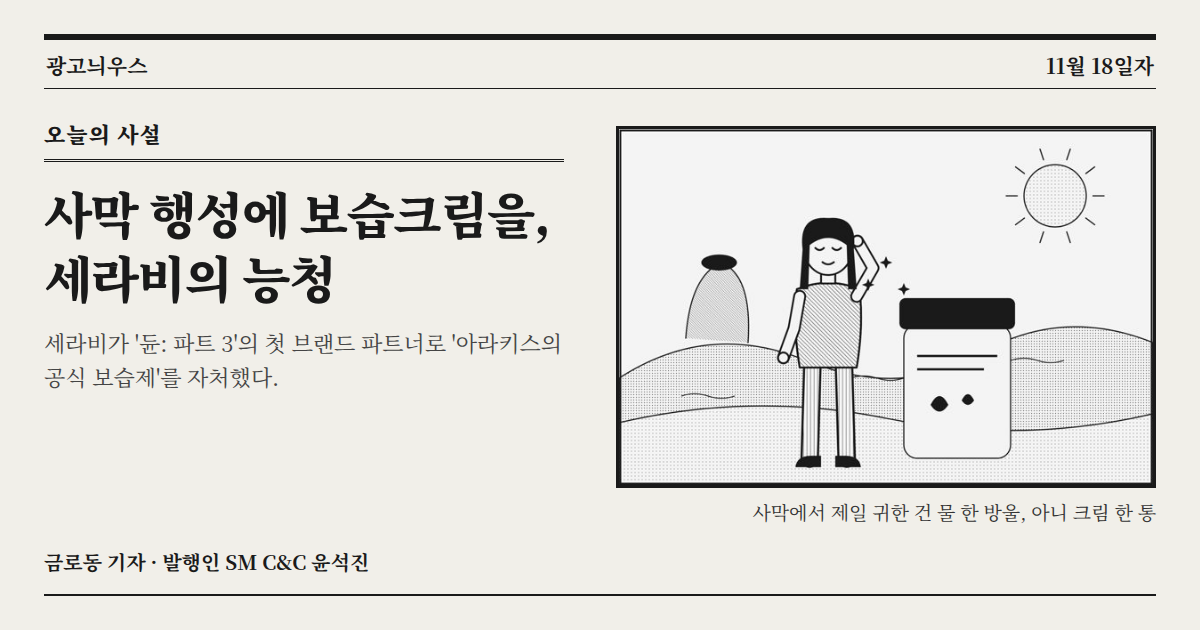 광고늬우스
11월 18일자
오늘의 사설
사막 행성에 보습크림을,
세라비의 능청
세라비가 '듄: 파트 3'의 첫 브랜드 파트너로 '아라키스의
공식 보습제'를 자처했다.
사막에서 제일 귀한 건 물 한 방울, 아니 크림 한 통
금로동 기자 · 발행인 SM C&C 윤석진